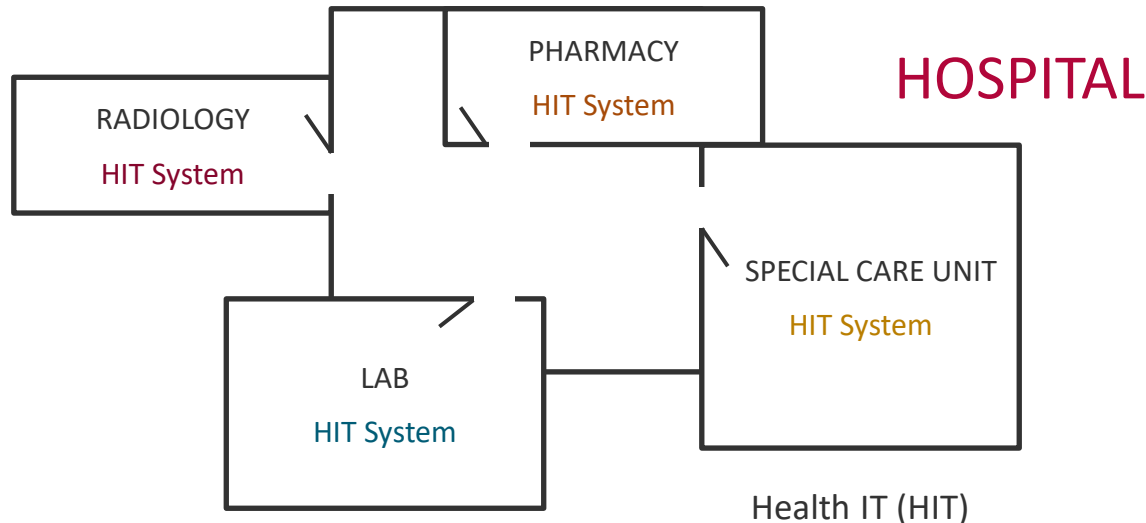 PHARMACY
HIT System
HOSPITAL
RADIOLOGY
HIT System
SPECIAL CARE UNIT
HIT System
LAB
HIT System
Health IT (HIT)